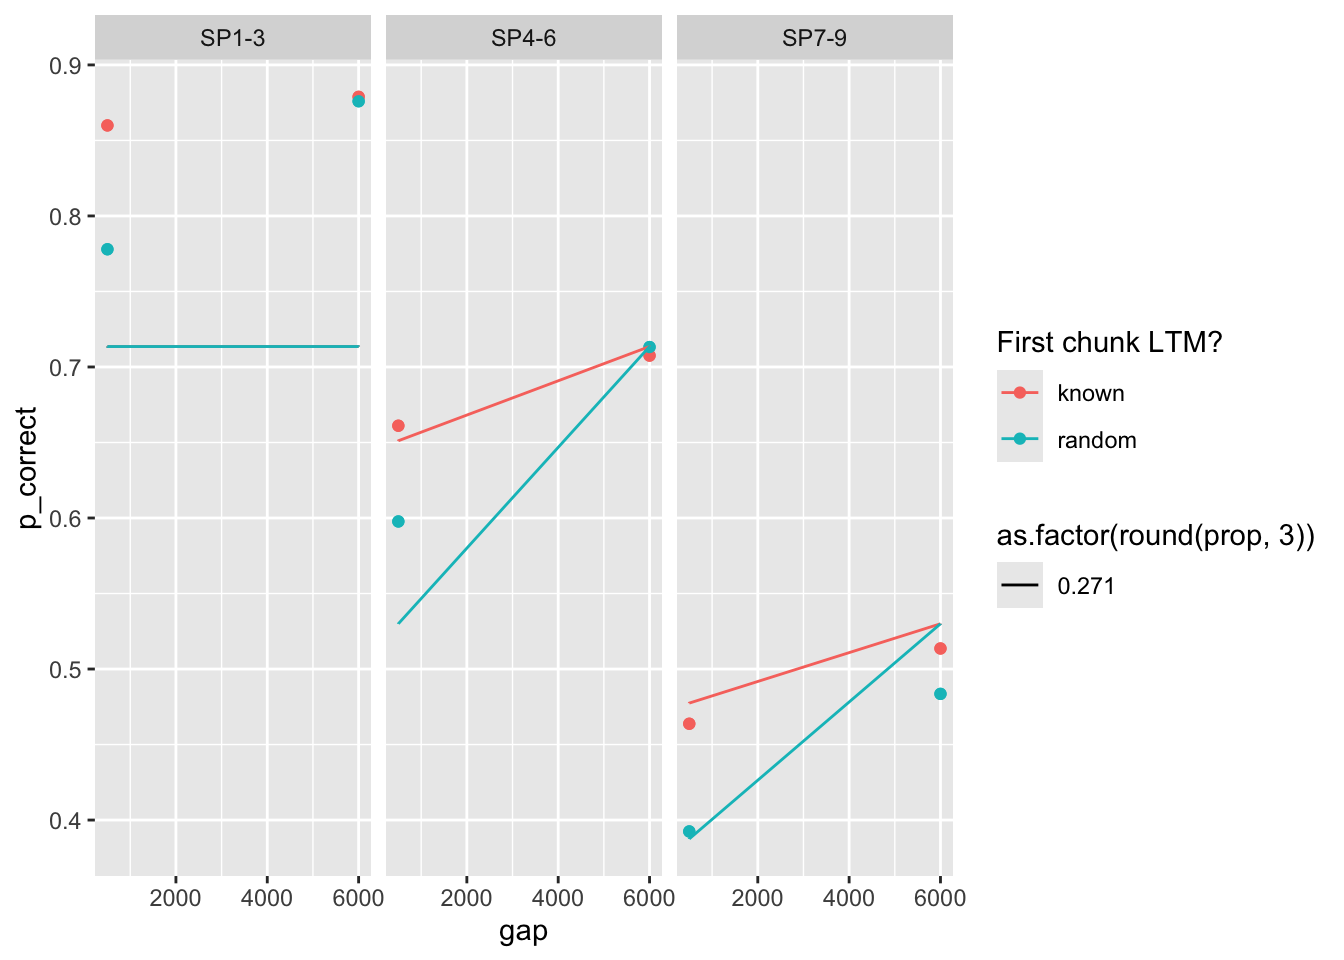 SP1-3
SP4-6
SP7-9
0.9
0.8
0.7
0.6
0.5
0.4
p_correct
2000 4000 6000
2000 4000 6000
2000 4000 6000
gap
First chunk LTM?
known
random
as.factor(round(prop, 3))
0.271